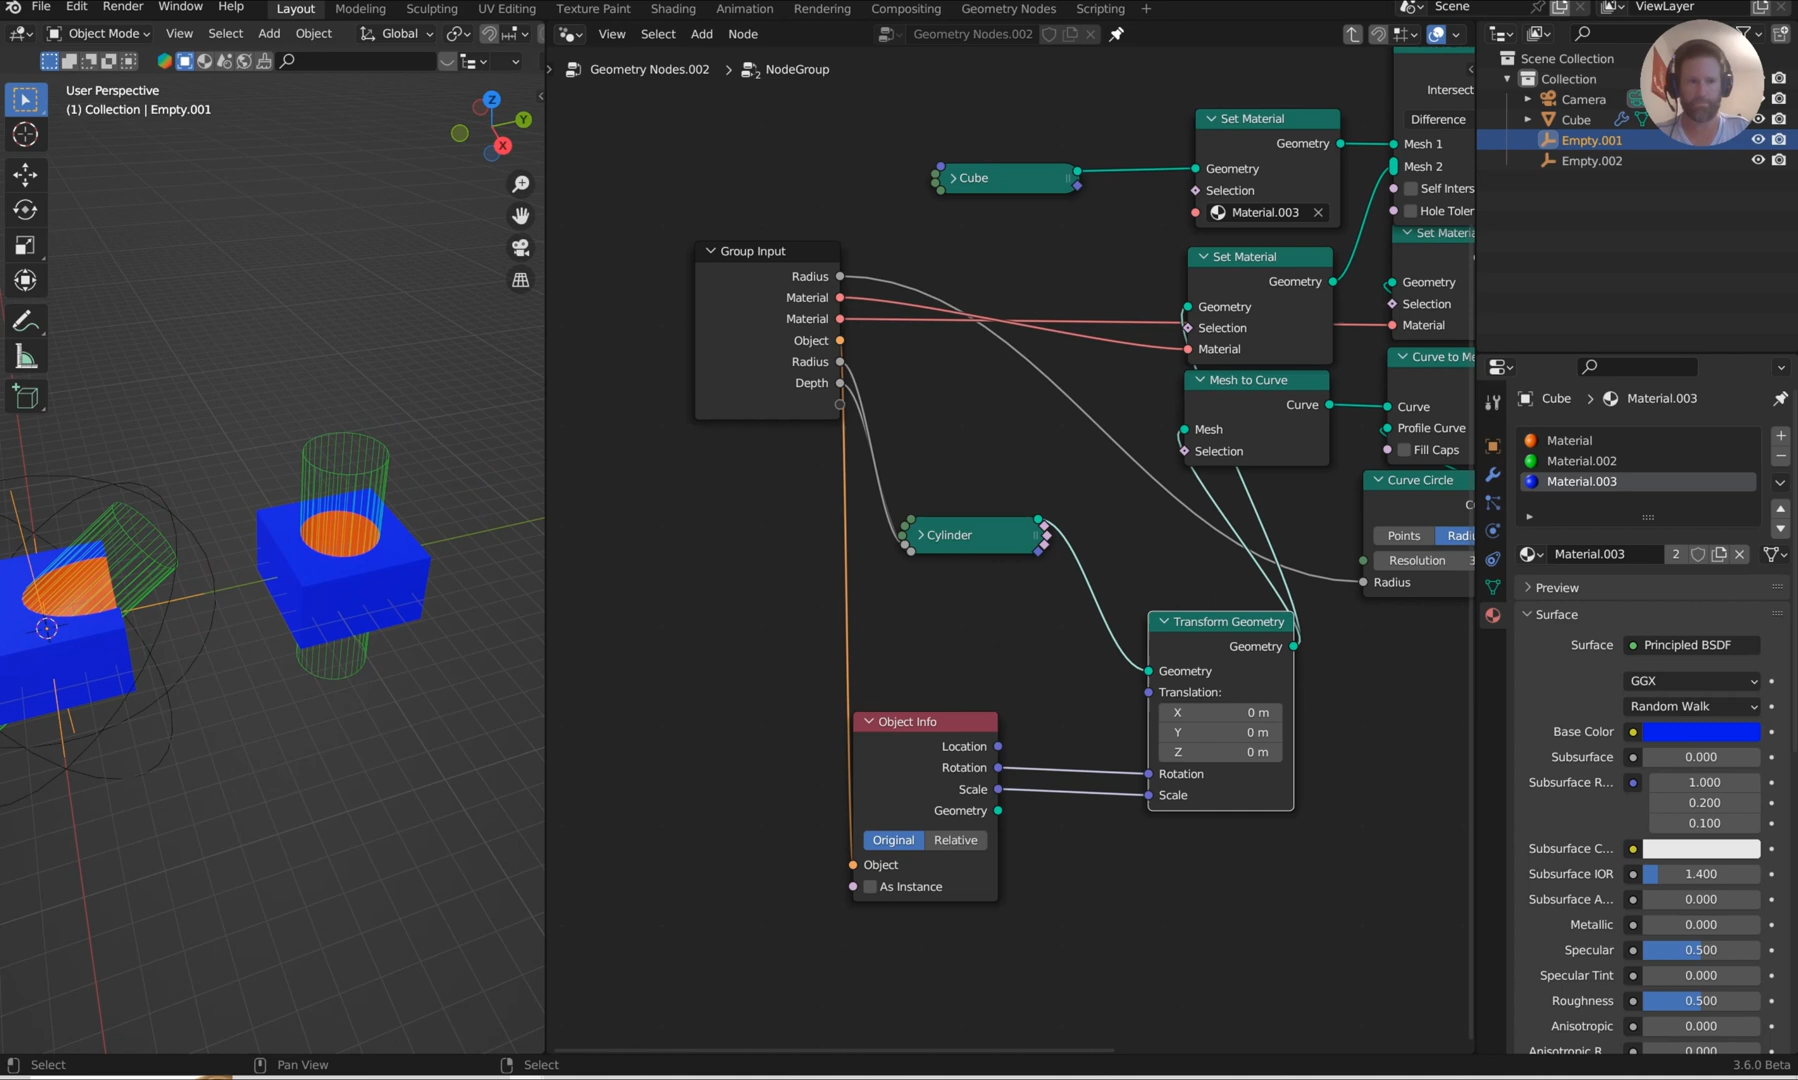 File Edit Render Window Help Layout Modeling Sculpting UV Editing Texture Paint Shading Animation Rendering Compositing Geometry Nodes Scripting + Scene ViewLayer
Object Mode View Select Add Object Global
View Select Add Node Geometry Nodes.002
User Perspective
(1) Collection | Empty.001
Z
Y
X
Geometry Nodes.002 > NodeGroup
2
Cube
Set Material
Geometry
Geometry
Selection
Material.003
Intersect
Difference
Mesh 1
Mesh 2
Self Inters
Hole Toler
Group Input
Radius
Material
Material
Object
Radius
Depth
Set Material
Geometry
Geometry
Selection
Material
Set Materia
Geometry
Selection
Material
Mesh to Curve
Curve
Mesh
Selection
Curve to Me
Curve
Profile Curve
Fill Caps
Curve Circle
Points
Radiu
Resolution 3
Radius
Cylinder
Transform Geometry
Geometry
Geometry
Translation:
X 0 m
Y 0 m
Z 0 m
Rotation
Scale
Object Info
Location
Rotation
Scale
Geometry
Original Relative
Object
As Instance
Scene Collection
Collection
Camera
Cube
Empty.001
Empty.002
Cube > Material.003
Material
Material.002
Material.003
Material.003 2
Preview
Surface
Surface Principled BSDF
GGX
Random Walk
Base Color
Subsurface 0.000
Subsurface R... 1.000
0.200
0.100
Subsurface C...
Subsurface IOR 1.400
Subsurface A... 0.000
Metallic 0.000
Specular 0.500
Specular Tint 0.000
Roughness 0.500
Anisotropic 0.000
Anisotropic R... 0.000
Select Pan View Select 3.6.0 Beta